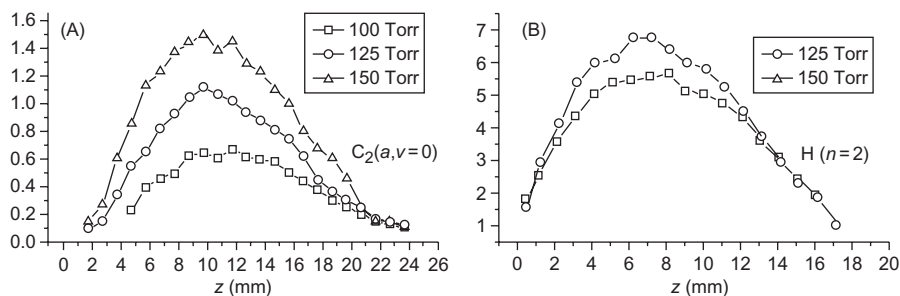 (A)
100 Torr
125 Torr
150 Torr
C₂(a,v=0)
1.6
1.4
1.2
1.0
0.8
0.6
0.4
0.2
0.0
0 2 4 6 8 10 12 14 16 18 20 22 24 26
z (mm)
(B)
125 Torr
150 Torr
H (n=2)
7
6
5
4
3
2
1
0 2 4 6 8 10 12 14 16 18 20
z (mm)